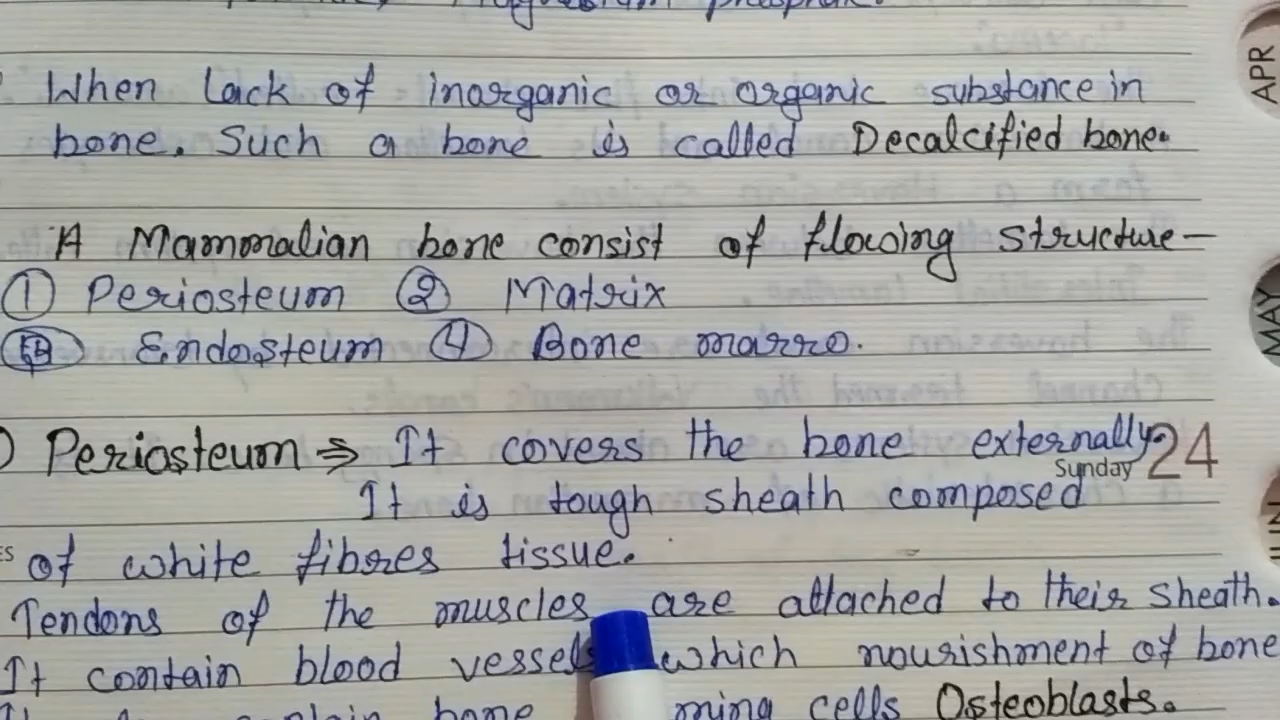 When lack of inorganic or organic substance in
bone. Such a bone is called Decalcified bone.
A Mammalian bone consist of flowing structure—
① Periosteum ② Matrix
Endosteum ④ Bone marro.
Periosteum ⇒ It covers the bone externally.
Sunday 24
It is tough sheath composed
of white fibres tissue.
Tendons of the muscles are attached to their sheath.
It contain blood vessels which nourishment of bone
bone ming cells Osteoblasts.
APR
MAY